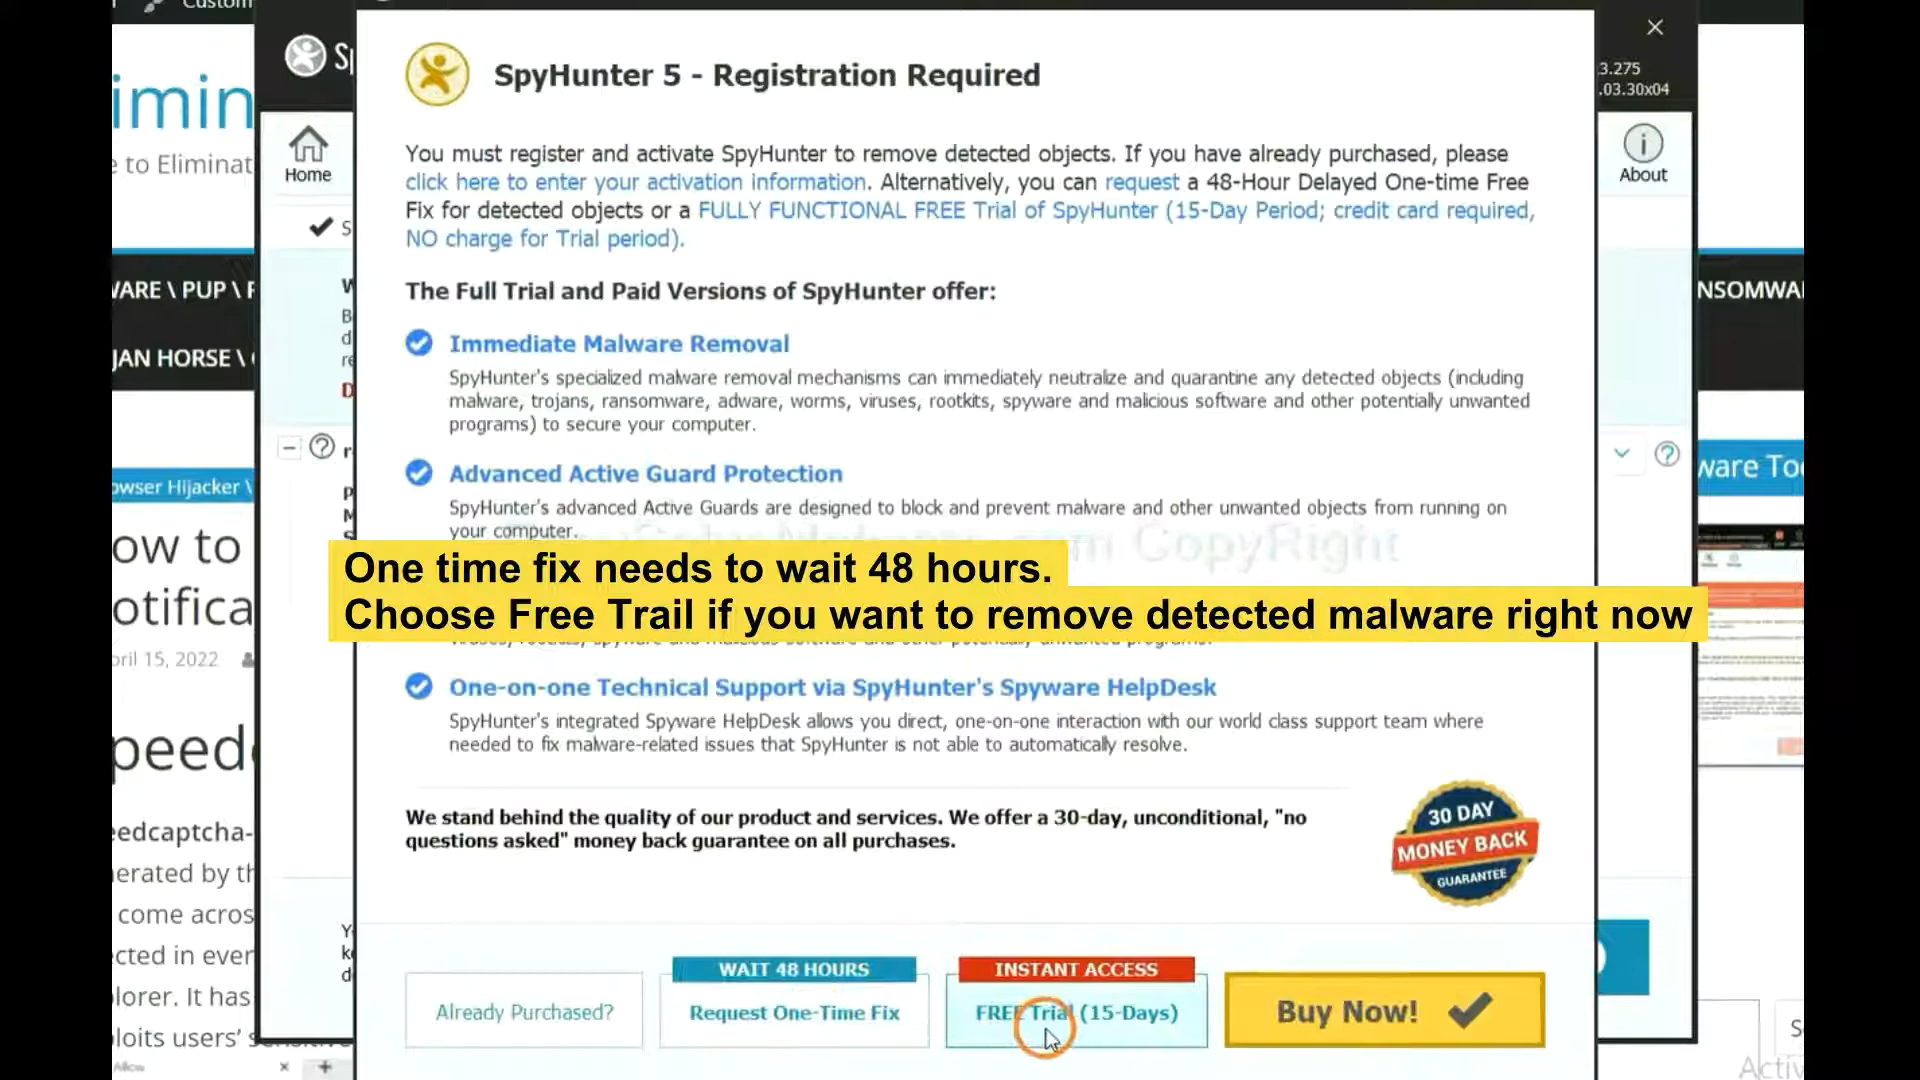 Custom
SpyHunter 5 - Registration Required
3.275
.03.30x04
imin
e to Eliminat
Home
About
You must register and activate SpyHunter to remove detected objects. If you have already purchased, please
click here to enter your activation information. Alternatively, you can request a 48-Hour Delayed One-time Free
Fix for detected objects or a FULLY FUNCTIONAL FREE Trial of SpyHunter (15-Day Period; credit card required,
NO charge for Trial period).
WARE \ PUP \
NSOMWA
The Full Trial and Paid Versions of SpyHunter offer:
JAN HORSE \
Immediate Malware Removal
SpyHunter's specialized malware removal mechanisms can immediately neutralize and quarantine any detected objects (including
malware, trojans, ransomware, adware, worms, viruses, rootkits, spyware and malicious software and other potentially unwanted
programs) to secure your computer.
Advanced Active Guard Protection
SpyHunter's advanced Active Guards are designed to block and prevent malware and other unwanted objects from running on
your computer.
owser Hijacker \
ware Too
CopyRight
ow to
otifica
One time fix needs to wait 48 hours.
Choose Free Trail if you want to remove detected malware right now
pril 15, 2022
One-on-one Technical Support via SpyHunter's Spyware HelpDesk
SpyHunter's integrated Spyware HelpDesk allows you direct, one-on-one interaction with our world class support team where
needed to fix malware-related issues that SpyHunter is not able to automatically resolve.
peed
We stand behind the quality of our product and services. We offer a 30-day, unconditional, "no
questions asked" money back guarantee on all purchases.
30 DAY
MONEY BACK
GUARANTEE
eedcaptcha-
nerated by th
come acros
cted in ever
lorer. It has
ploits users’ sensitive
WAIT 48 HOURS
INSTANT ACCESS
Already Purchased?
Request One-Time Fix
FREE Trial (15-Days)
Buy Now!
Allow
Activ